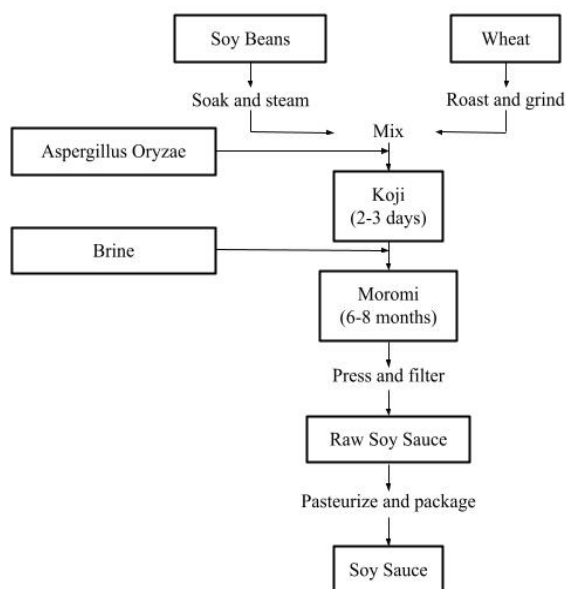 Soy Beans
Wheat
Soak and steam
Roast and grind
Mix
Aspergillus Oryzae
Koji
(2-3 days)
Brine
Moromi
(6-8 months)
Press and filter
Raw Soy Sauce
Pasteurize and package
Soy Sauce